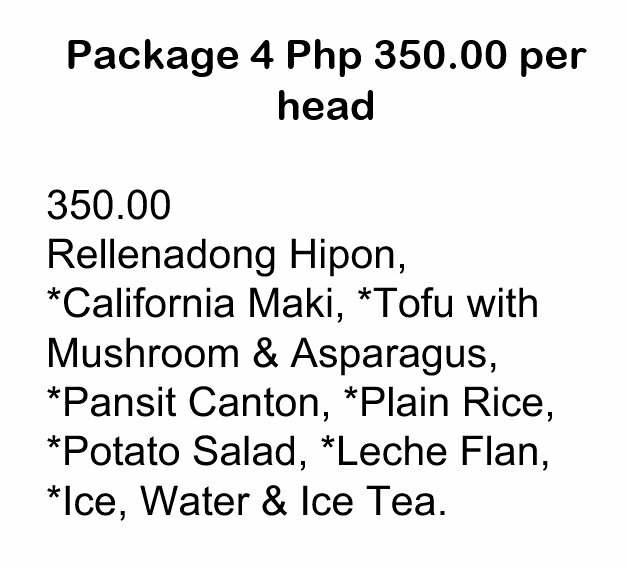 Package 4 Php 350.00 per
head
350.00
Rellenadong Hipon,
*California Maki, *Tofu with
Mushroom & Asparagus,
*Pansit Canton, *Plain Rice,
*Potato Salad, *Leche Flan,
*Ice, Water & Ice Tea.